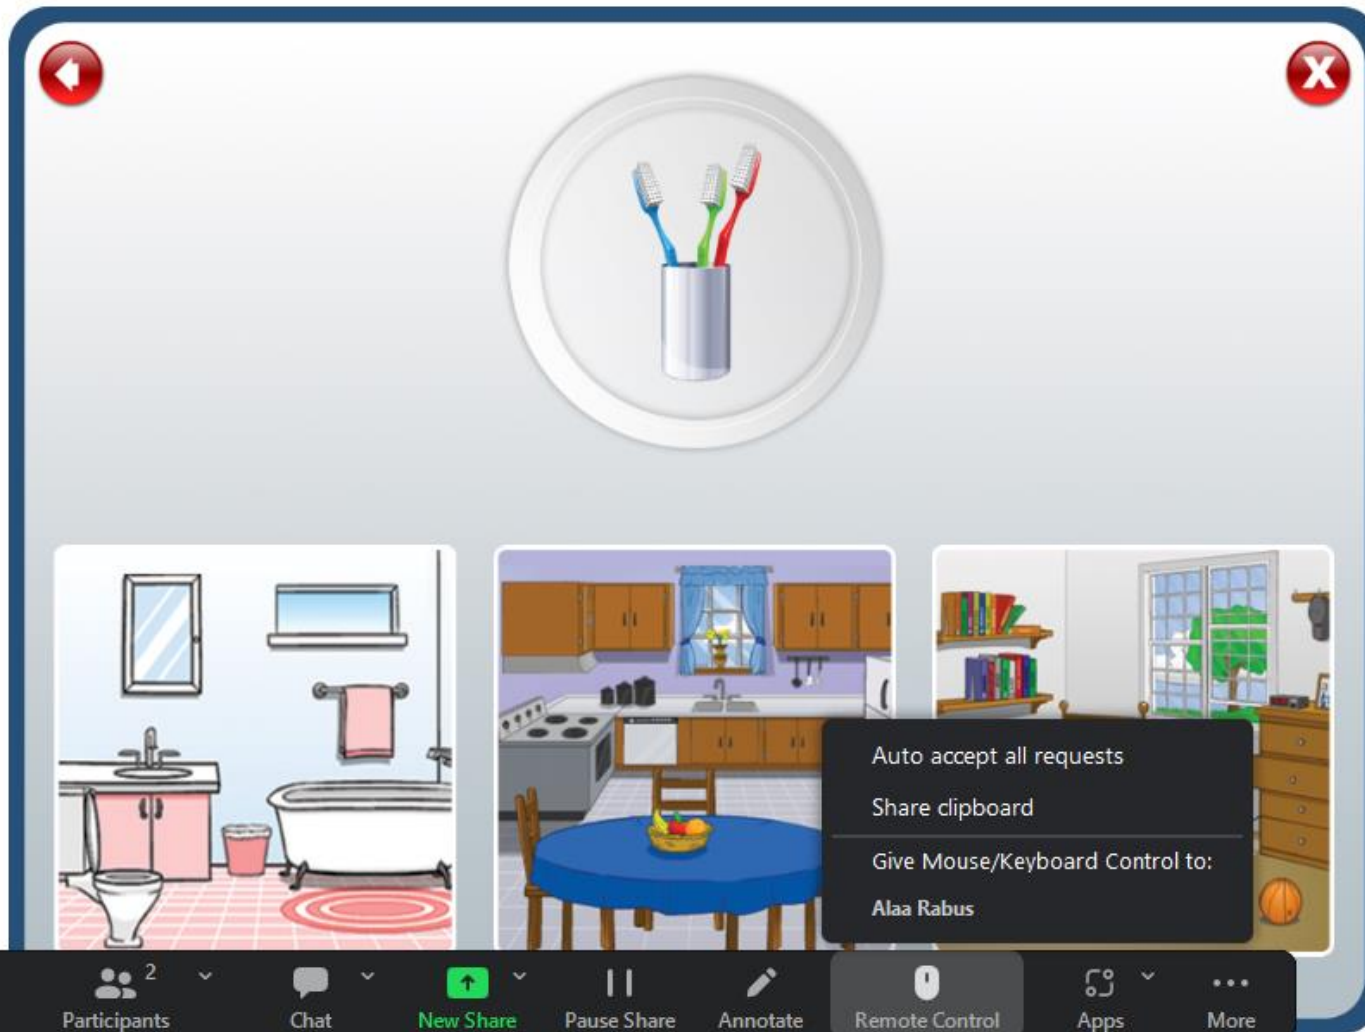 Auto accept all requests
Share clipboard
Give Mouse/Keyboard Control to:
Alaa Rabus
2
Participants
Chat
New Share
Pause Share
Annotate
Remote Control
Apps
More